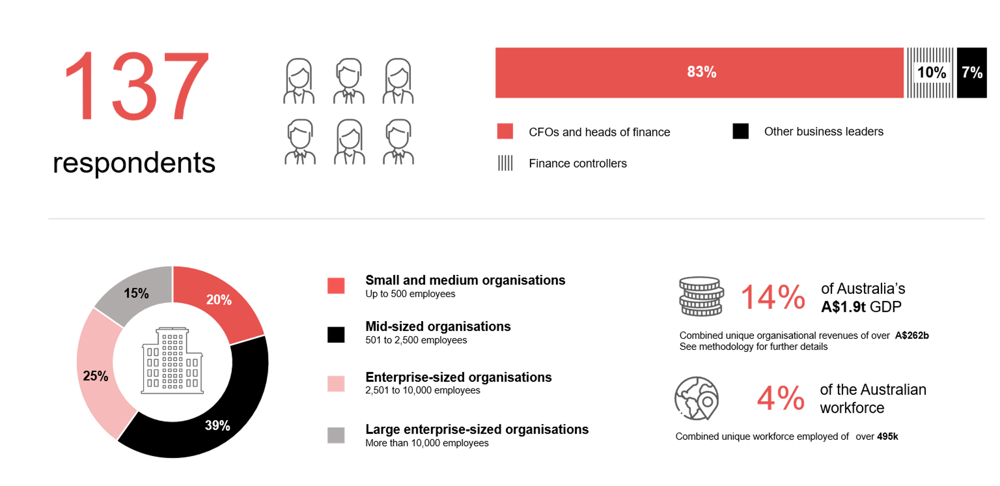 137
respondents
83%
10%
7%
CFOs and heads of finance
Other business leaders
Finance controllers
15%
20%
25%
39%
Small and medium organisations
Up to 500 employees
Mid-sized organisations
501 to 2,500 employees
Enterprise-sized organisations
2,501 to 10,000 employees
Large enterprise-sized organisations
More than 10,000 employees
14%
of Australia’s
A$1.9t GDP
Combined unique organisational revenues of over A$262b
See methodology for further details
4%
of the Australian
workforce
Combined unique workforce employed of over 495k